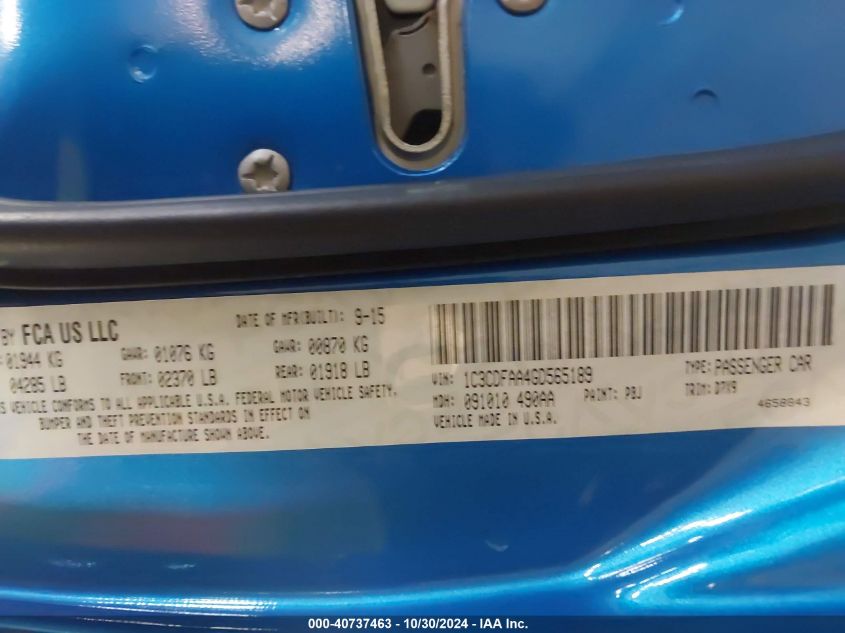 BY FCA US LLC DATE OF MFR(BUILT): 9-15
01944 KG GAWR: 01076 KG GAWR: 00870 KG
04285 LB FRONT: 02370 LB REAR: 01918 LB
VEHICLE CONFORMS TO ALL APPLICABLE U.S.A. FEDERAL MOTOR VEHICLE SAFETY,
BUMPER AND THEFT PREVENTION STANDARDS IN EFFECT ON
THE DATE OF MANUFACTURE SHOWN ABOVE.
VIN: 1C3CDFAA4GD565189 TYPE: PASSENGER CAR
MDH: 091010 490AA PAINT: PBJ TRIM: D7X9
VEHICLE MADE IN U.S.A. 4658843
000-40737463 - 10/30/2024 - IAA Inc.